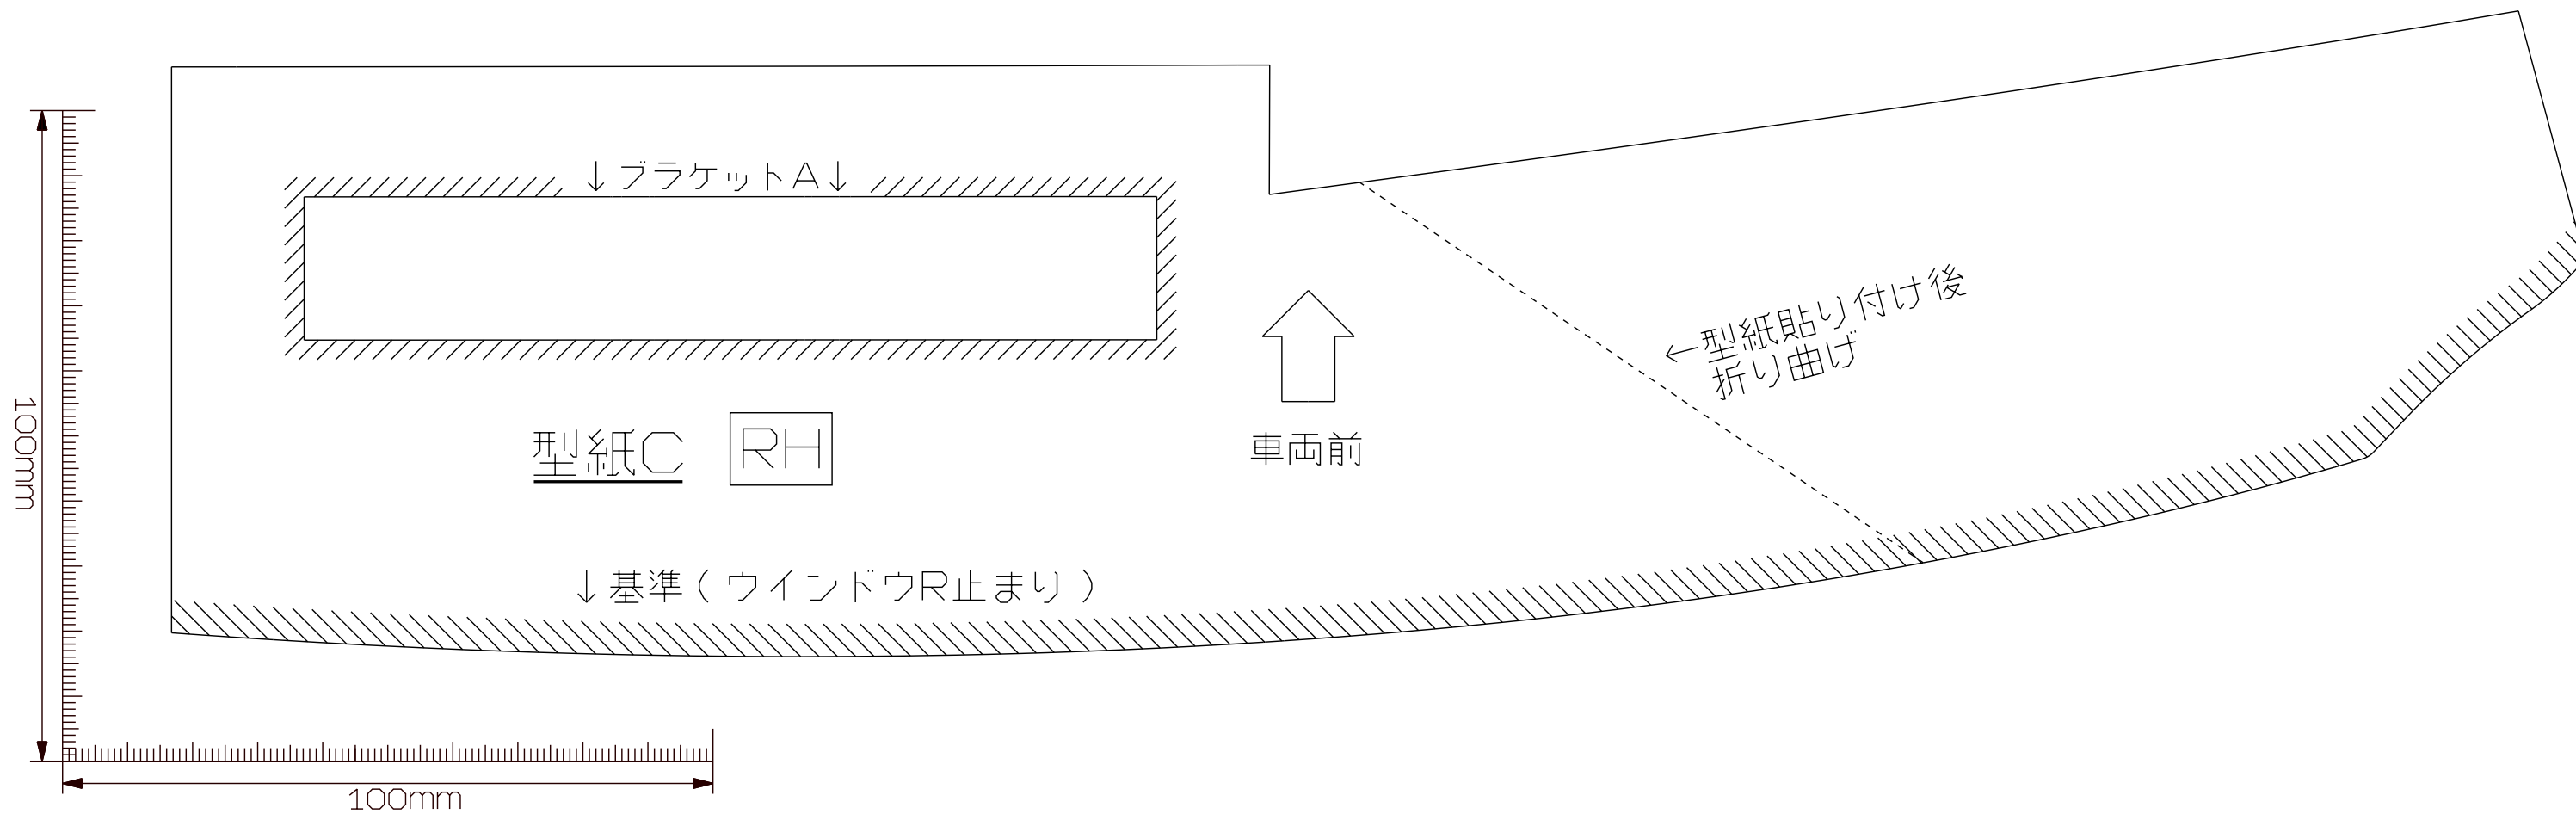 ↓ブラケットA↓
←型紙貼り付け後
折り曲げ
100mm
型紙C RH
車両前
↓基準(ウインドウR止まり)
100mm